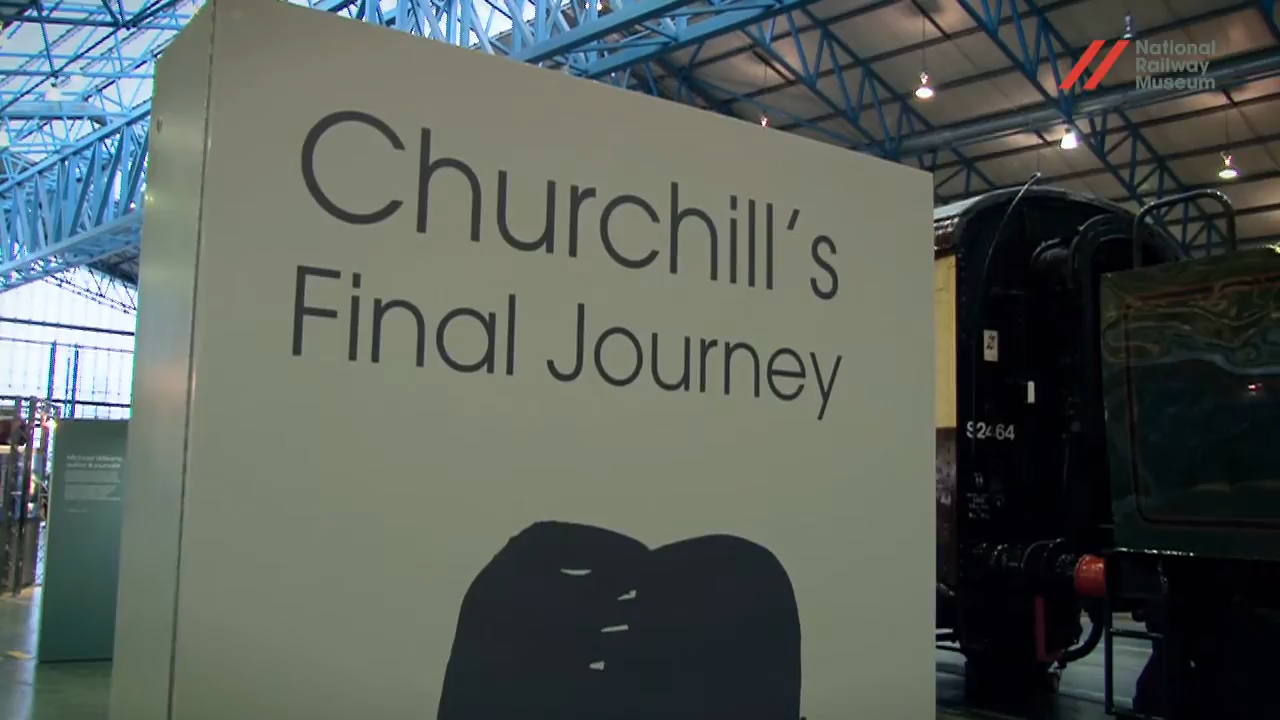 Churchill's
Final Journey
National
Railway
Museum
S2464